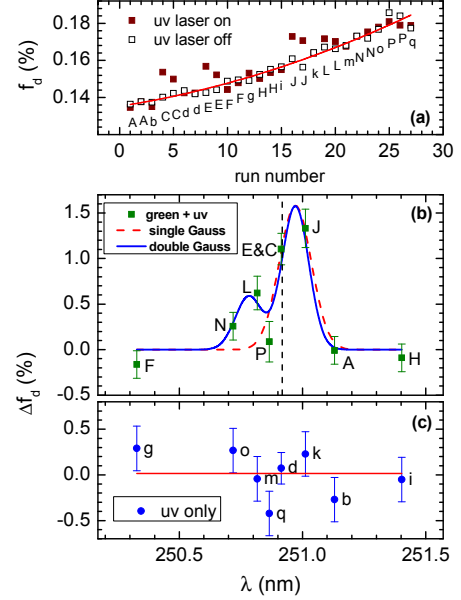 f_d (%)
0.18
0.16
0.14
0.12
uv laser on
uv laser off
A A b C C d d E E F F g H H i J J k L L m N N o P P q
(a)
0 5 10 15 20 25 30
run number
(b)
green + uv
single Gauss
double Gauss
1.5
1.0
0.5
0.0
-0.5
Δf_d (%)
F N L P E&C J A H
(c)
0.5
0.0
-0.5
g o m q d k b i
uv only
250.5 251.0 251.5
λ (nm)